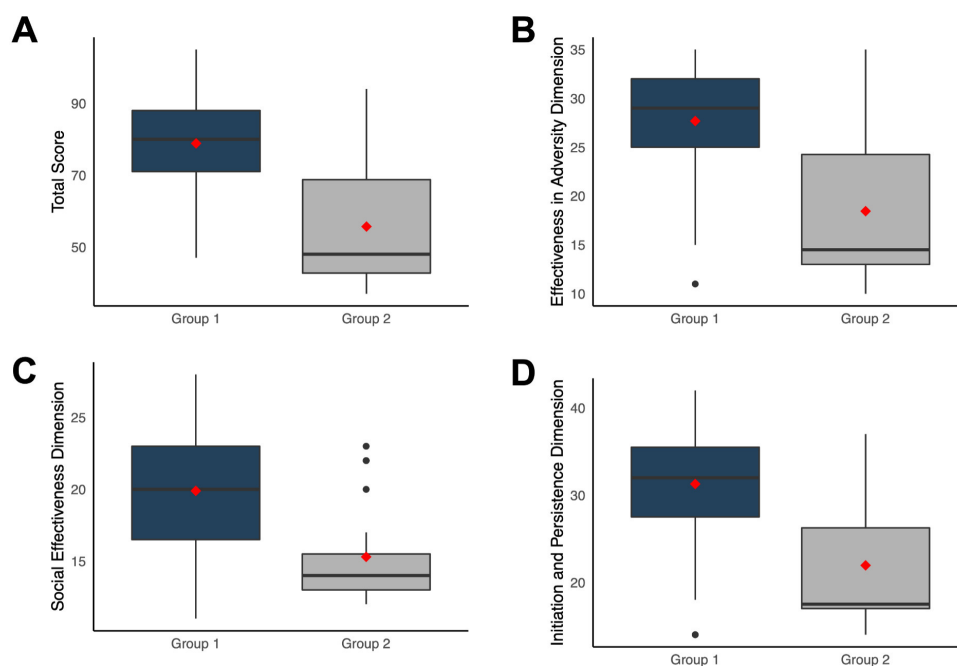 A
Total Score
90
70
50
Group 1
Group 2
B
Effectiveness in Adversity Dimension
35
30
25
20
15
10
Group 1
Group 2
C
Social Effectiveness Dimension
25
20
15
Group 1
Group 2
D
Initiation and Persistence Dimension
40
30
20
Group 1
Group 2